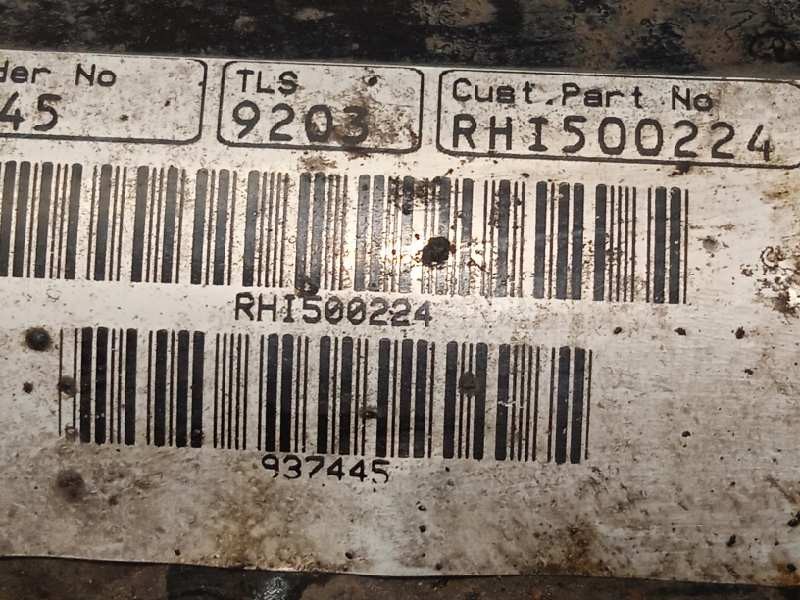 der No TLS Cust.Part No
45 9203 RHI500224
RHI500224
937445